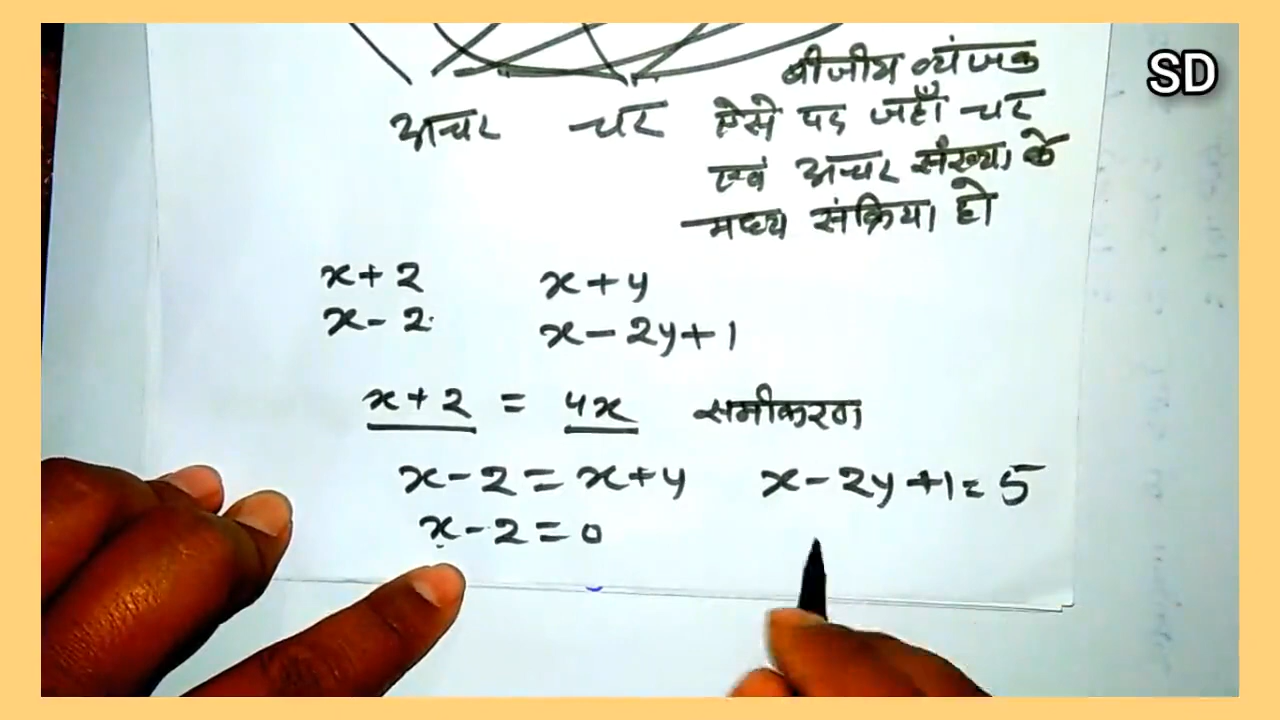 SD
बीजीय व्यंजक
अचर चर ऐसे पद जहाँ चर
एवं अचर संख्या के
मध्य संक्रिया हो
x + 2 x + y
x - 2 x - 2y + 1
x + 2 = 4x समीकरण
x - 2 = x + y x - 2y + 1 = 5
x - 2 = 0